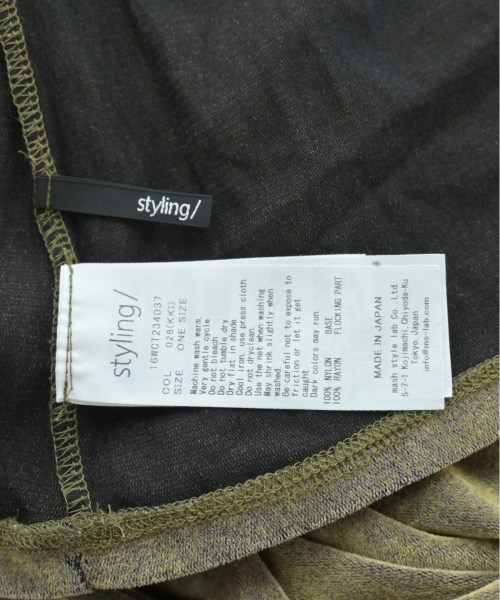 styling/
styling/
16WCT234037
COL 026(KKI)
SIZE ONE SIZE
Machine wash warm.
Very gentle cycle.
Do not bleach.
Do not tumble dry
Dry flat in shade
Cool iron, use press cloth
Do not dryclean.
Use the net when washing
May shrink slightly when
washed.
Be careful not to expose to
friction or let it get
caught.
Dark colors may run.
100% NYLON BASE
100% RAYON FLOCKING PART
MADE IN JAPAN
mash style lab Co.,Ltd.
5-7-1 Kojimachi, Chiyoda-Ku
Tokyo, Japan
info@ms-lab.com